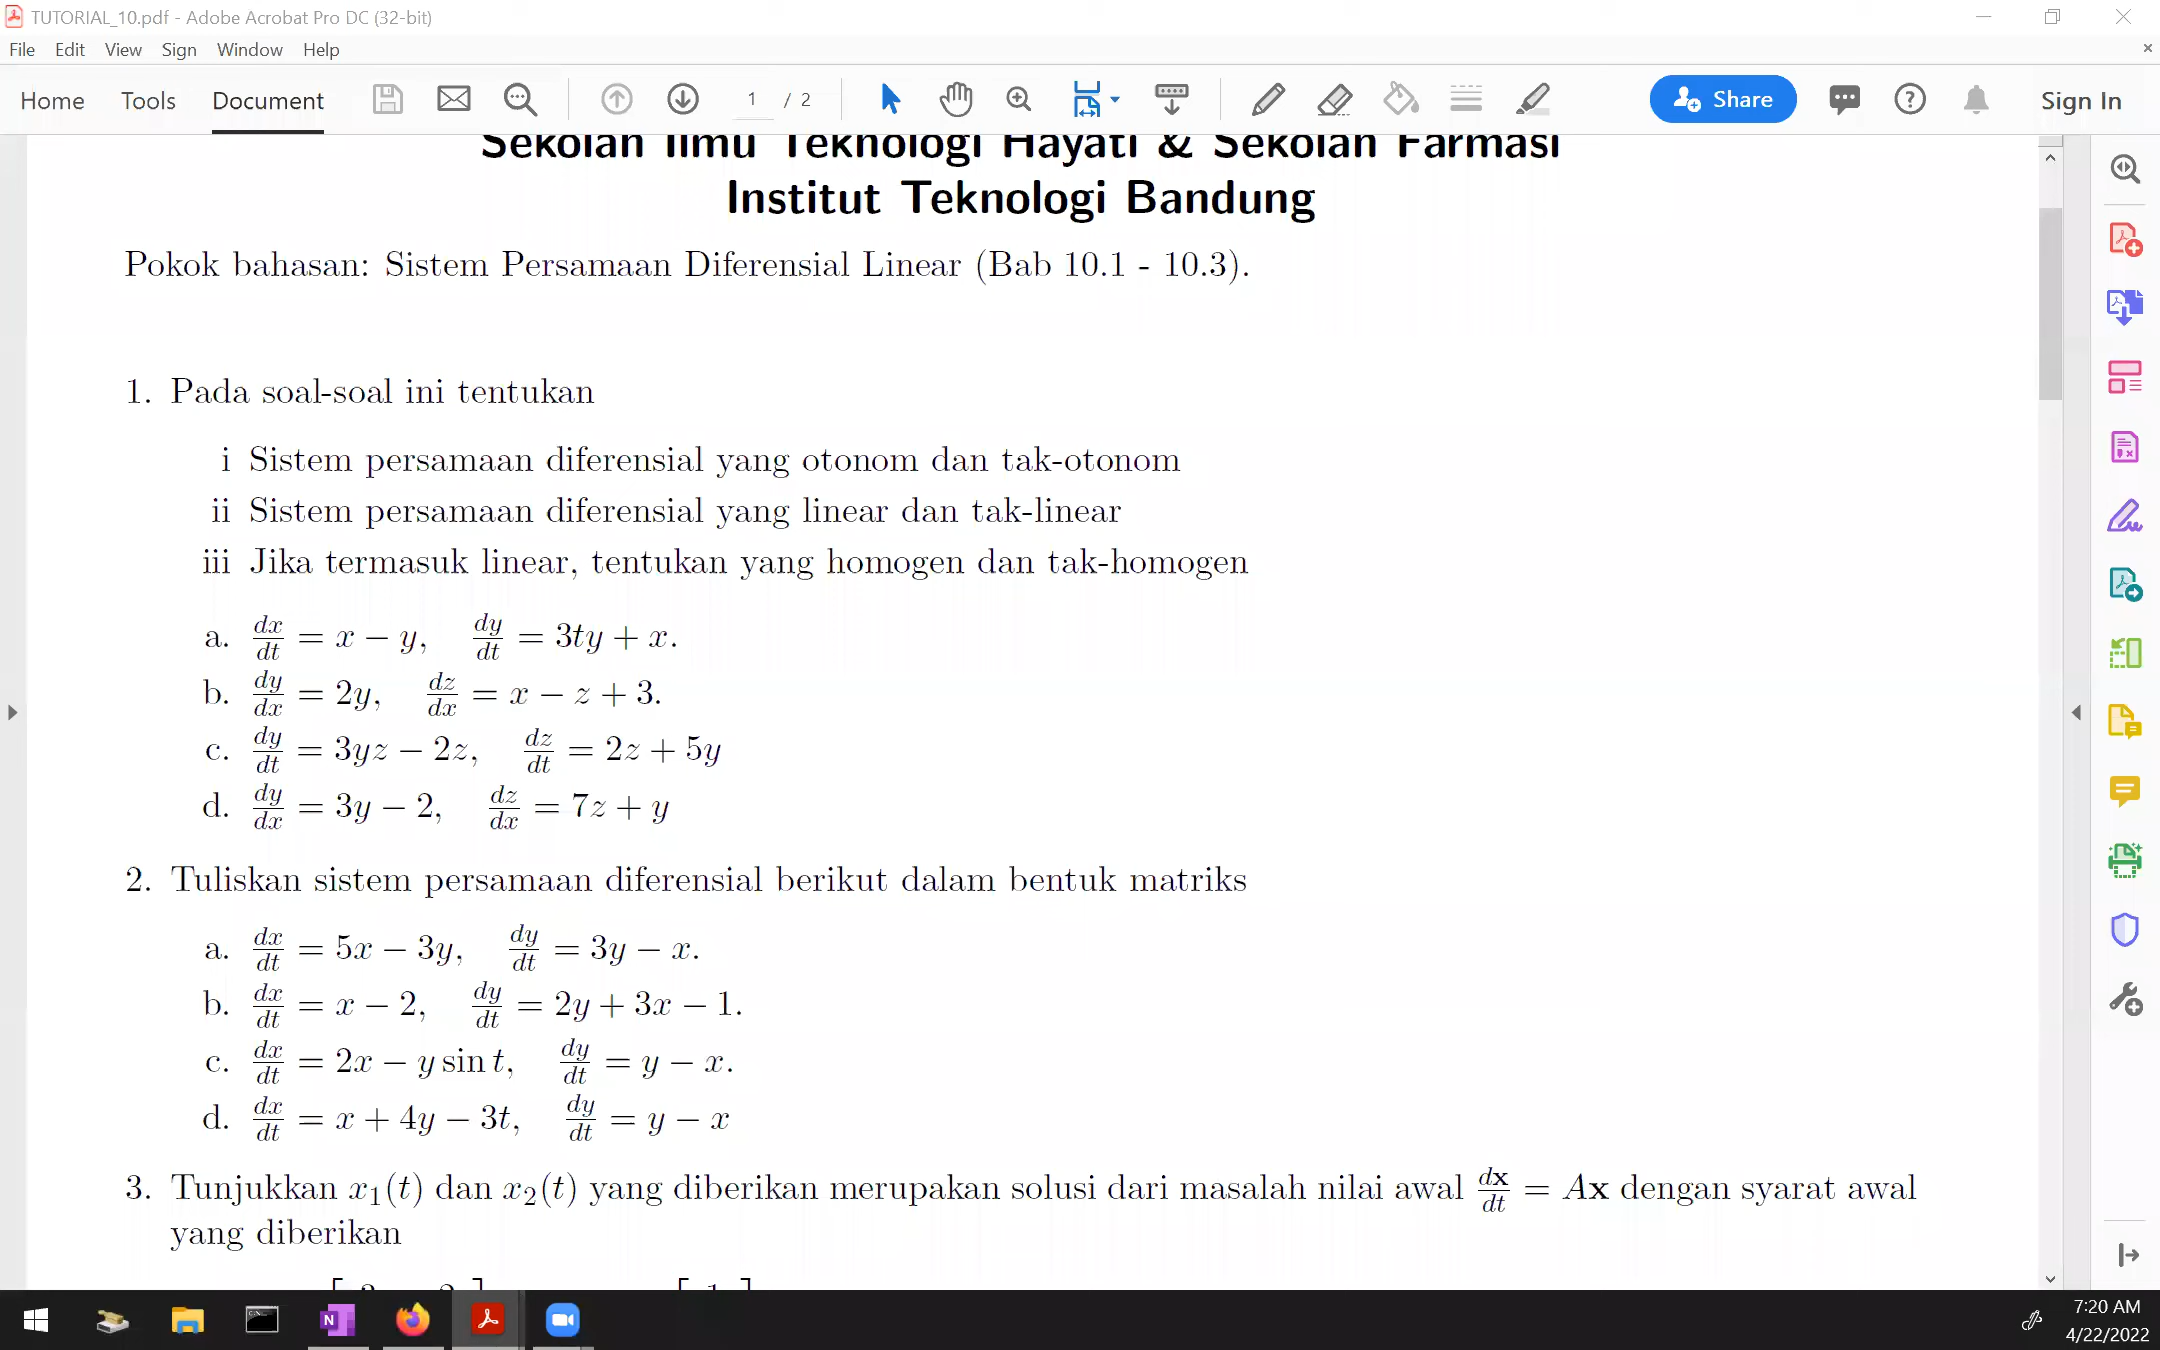 TUTORIAL_10.pdf - Adobe Acrobat Pro DC (32-bit)
File Edit View Sign Window Help
Home Tools Document 1 / 2 Share Sign In
Sekolah Ilmu Teknologi Hayati & Sekolah Farmasi
Institut Teknologi Bandung
Pokok bahasan: Sistem Persamaan Diferensial Linear (Bab 10.1 - 10.3).
1. Pada soal-soal ini tentukan
i Sistem persamaan diferensial yang otonom dan tak-otonom
ii Sistem persamaan diferensial yang linear dan tak-linear
iii Jika termasuk linear, tentukan yang homogen dan tak-homogen
a. dx/dt = x − y, dy/dt = 3ty + x.
b. dy/dx = 2y, dz/dx = x − z + 3.
c. dy/dt = 3yz − 2z, dz/dt = 2z + 5y
d. dy/dx = 3y − 2, dz/dx = 7z + y
2. Tuliskan sistem persamaan diferensial berikut dalam bentuk matriks
a. dx/dt = 5x − 3y, dy/dt = 3y − x.
b. dx/dt = x − 2, dy/dt = 2y + 3x − 1.
c. dx/dt = 2x − y sin t, dy/dt = y − x.
d. dx/dt = x + 4y − 3t, dy/dt = y − x
3. Tunjukkan x₁(t) dan x₂(t) yang diberikan merupakan solusi dari masalah nilai awal dx/dt = Ax dengan syarat awal
yang diberikan
7:20 AM
4/22/2022